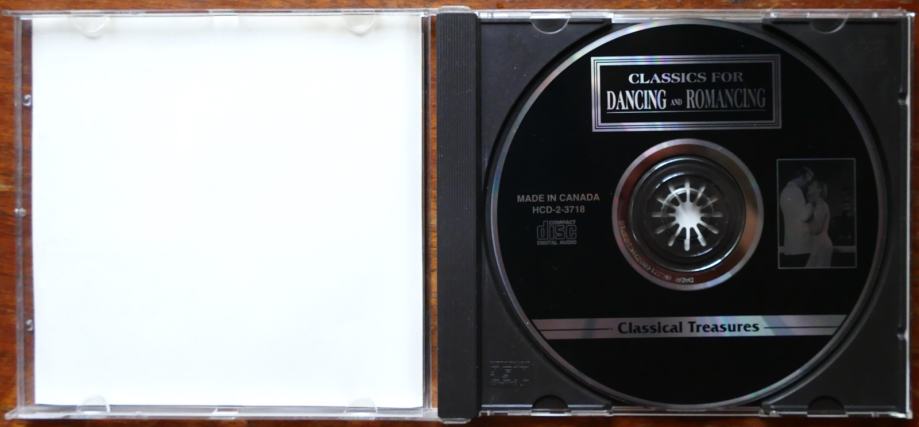 CLASSICS FOR
DANCING AND ROMANCING
MADE IN CANADA
HCD-2-3718
COMPACT
disc
DIGITAL AUDIO
Classical Treasures